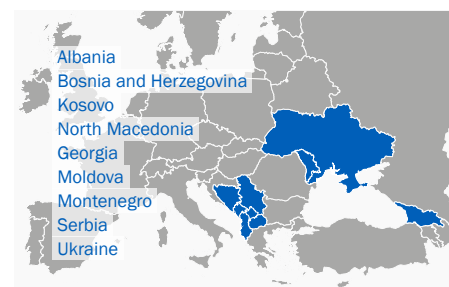 Albania
Bosnia and Herzegovina
Kosovo
North Macedonia
Georgia
Moldova
Montenegro
Serbia
Ukraine